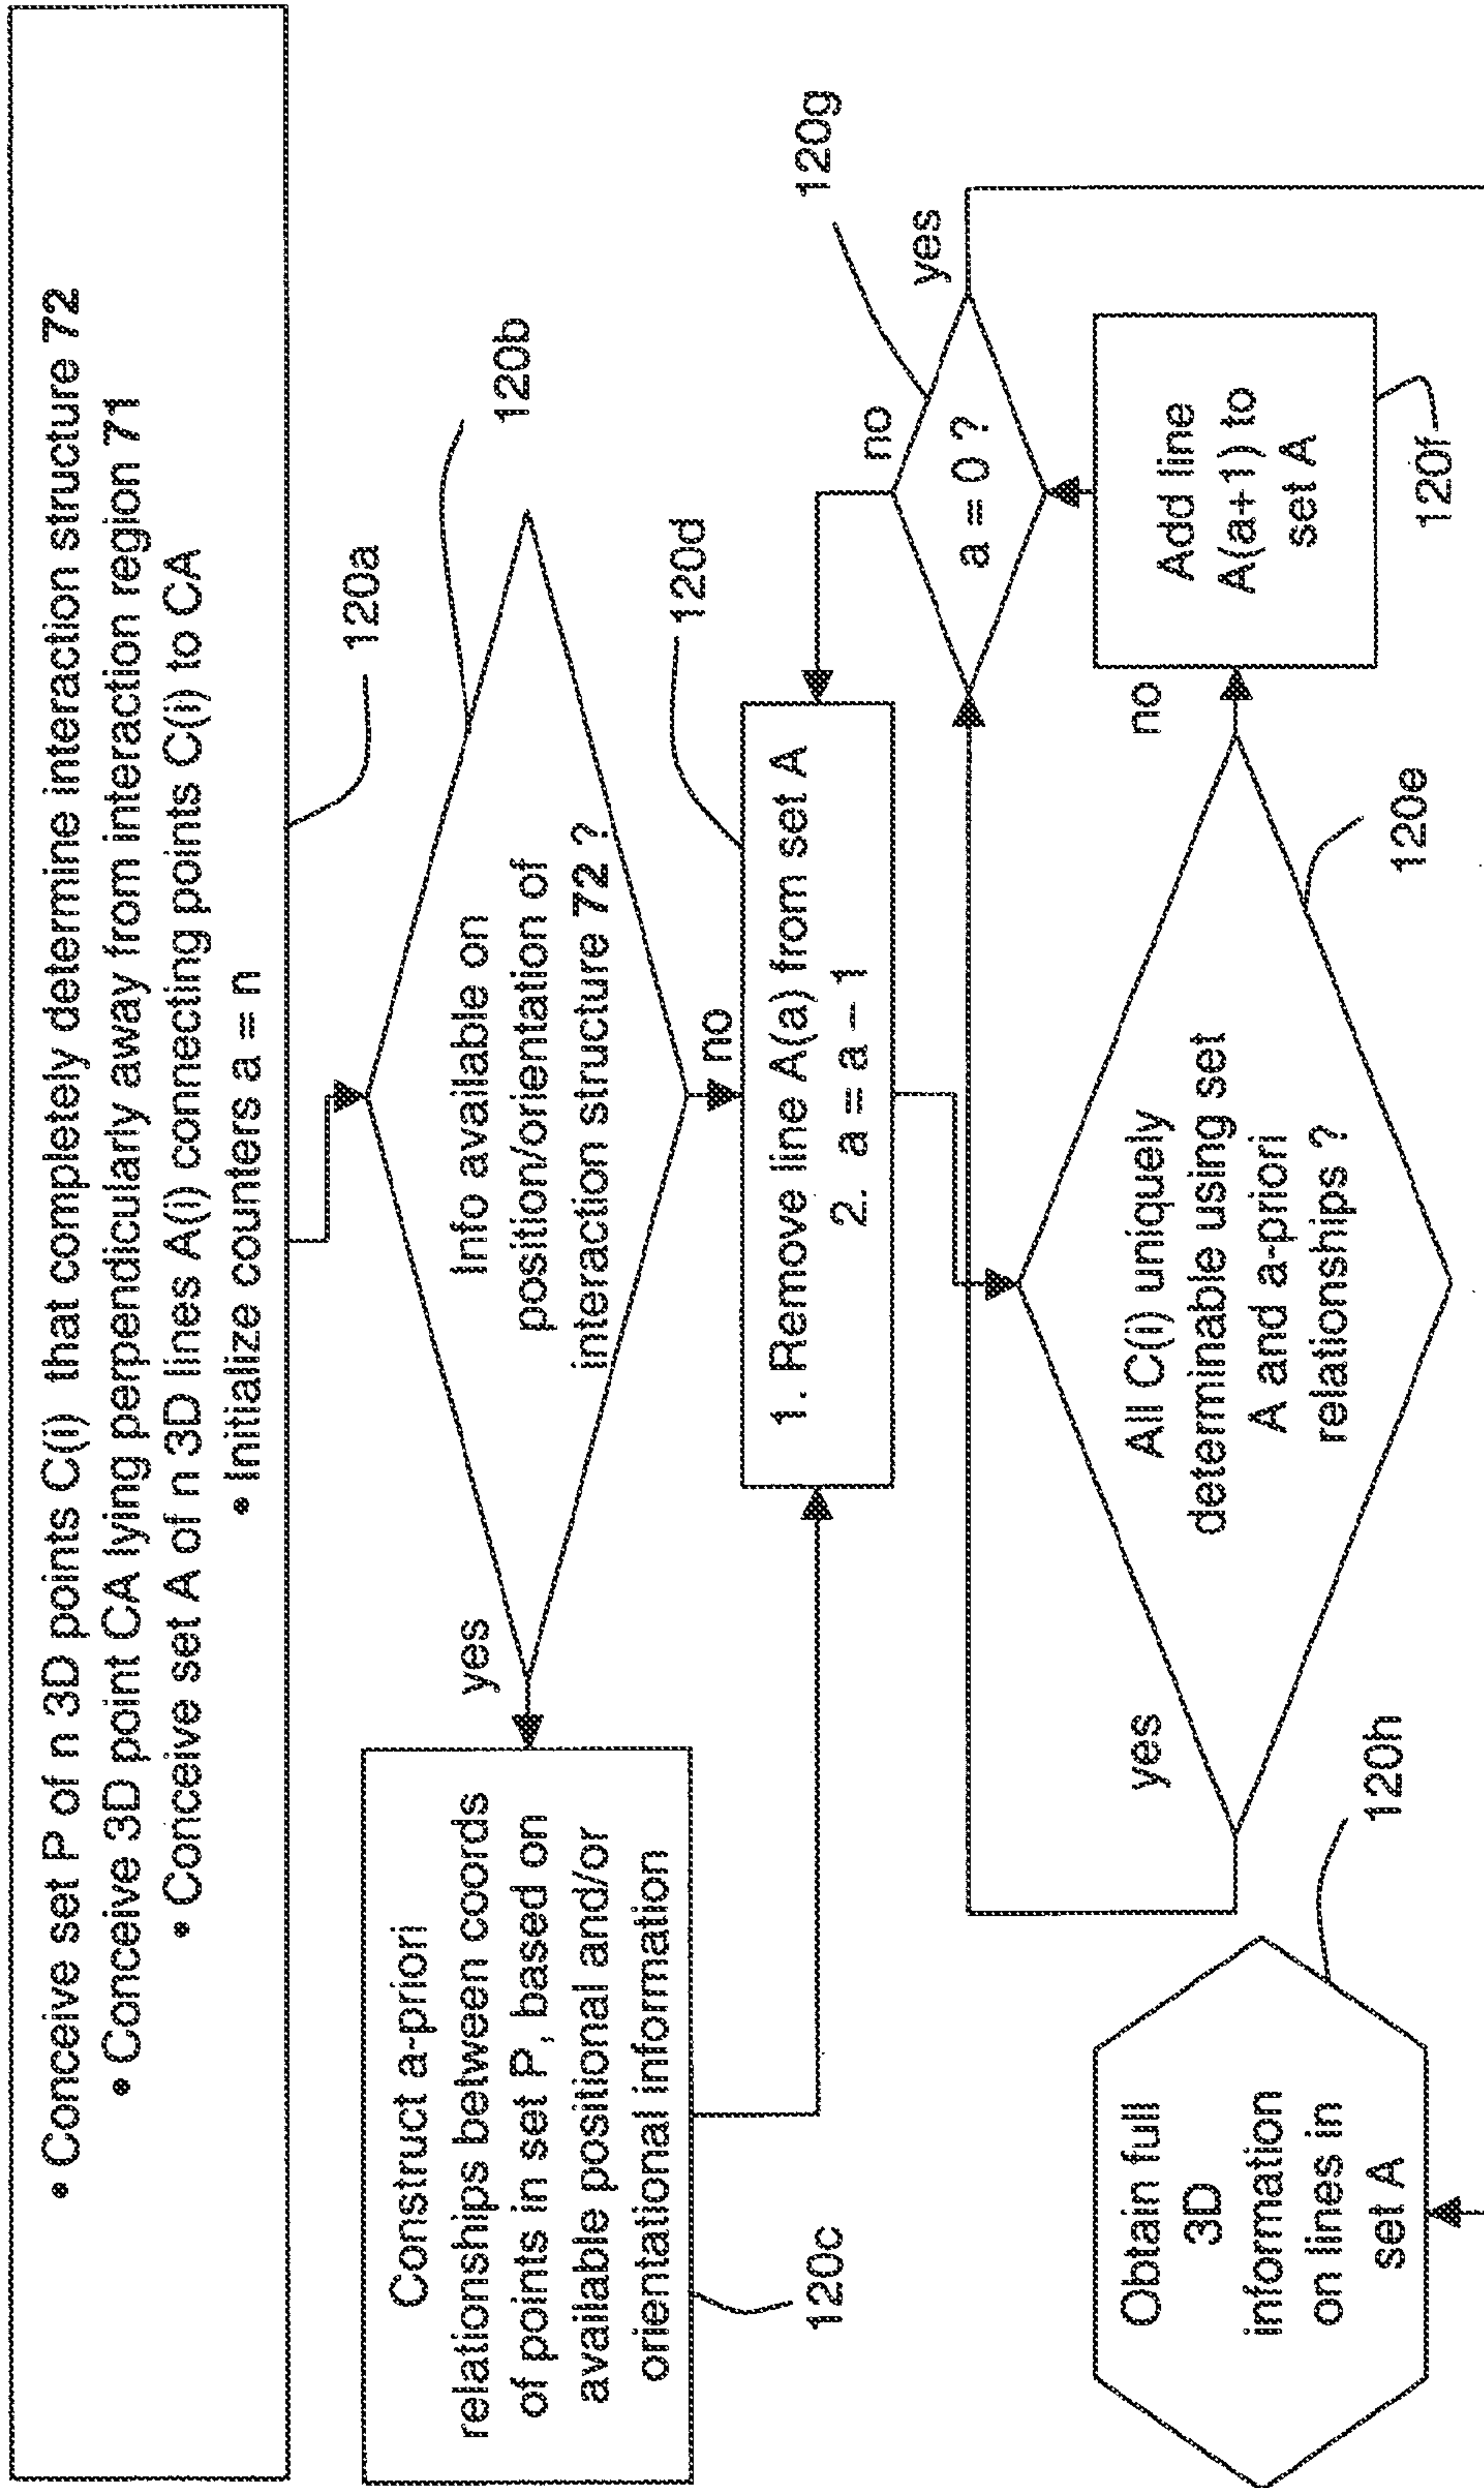 • Conceive set P of n 3D points C(i) that completely determine interaction structure 72
• Conceive 3D point CA lying perpendicularly away from interaction region 71
• Conceive set A of n 3D lines A(i) connecting points C(i) to CA
• Initialize counters a = n
120a
Info available on
position/orientation of
interaction structure 72 ?
120b
yes
no
Construct a-priori
relationships between coords
of points in set P, based on
available positional and/or
orientational information
120c
1. Remove line A(a) from set A
2. a = a – 1
120d
a = 0 ?
120g
no
yes
All C(i) uniquely
determinable using set
A and a-priori
relationships ?
120e
yes
no
Add line
A(a+1) to
set A
120f
Obtain full
3D
information
on lines in
set A
120h